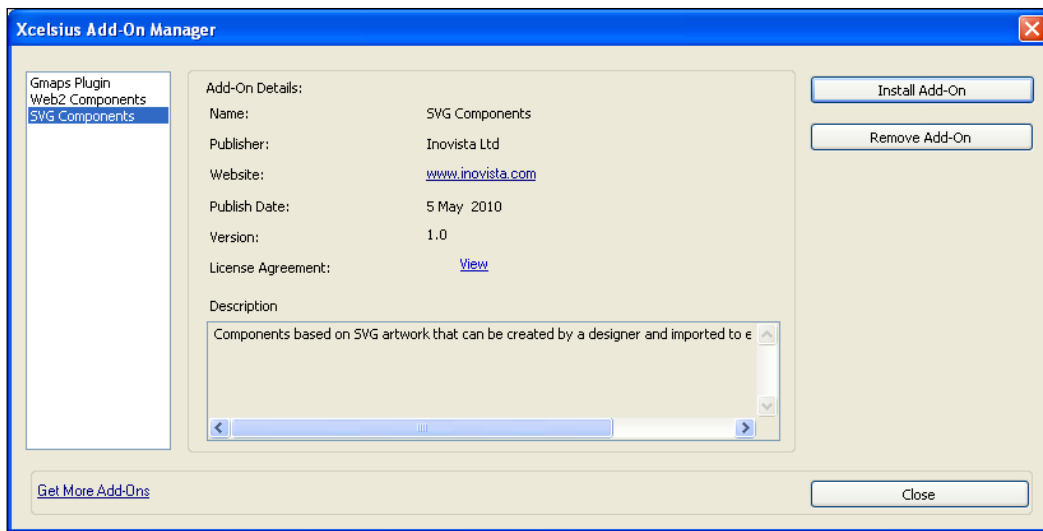 Xcelsius Add-On Manager
Gmaps Plugin
Web2 Components
SVG Components
Add-On Details:
Name: SVG Components
Publisher: Inovista Ltd
Website: www.inovista.com
Publish Date: 5 May 2010
Version: 1.0
License Agreement: View
Description
Components based on SVG artwork that can be created by a designer and imported to e
Install Add-On
Remove Add-On
Get More Add-Ons
Close